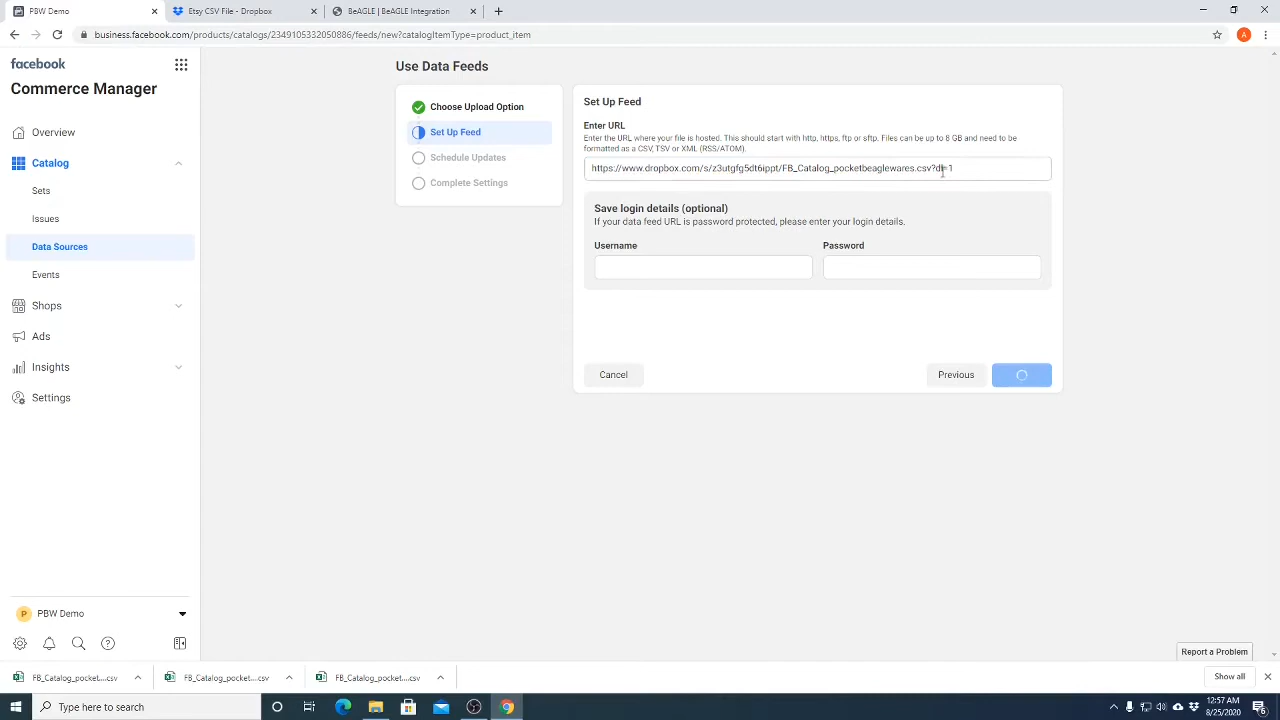 PBW Demo
Etsy CSV File - Dropbox
BeAGLE | BeAGLE Integration
business.facebook.com/products/catalogs/2349105332050886/feeds/new?catalogItemType=product_item
A
facebook
Commerce Manager
Overview
Catalog
Sets
Issues
Data Sources
Events
Shops
Ads
Insights
Settings
P
PBW Demo
Use Data Feeds
Choose Upload Option
Set Up Feed
Schedule Updates
Complete Settings
Set Up Feed
Enter URL
Enter the URL where your file is hosted. This should start with http, https, ftp or sftp. Files can be up to 8 GB and need to be
formatted as a CSV, TSV or XML (RSS/ATOM).
https://www.dropbox.com/s/z3utgfg5dt6ippt/FB_Catalog_pocketbeaglewares.csv?dl=1
Save login details (optional)
If your data feed URL is password protected, please enter your login details.
Username
Password
Cancel
Previous
Report a Problem
FB_Catalog_pocket....csv
FB_Catalog_pocket....csv
FB_Catalog_pocket....csv
Show all
Type here to search
12:57 AM
8/25/2020
6